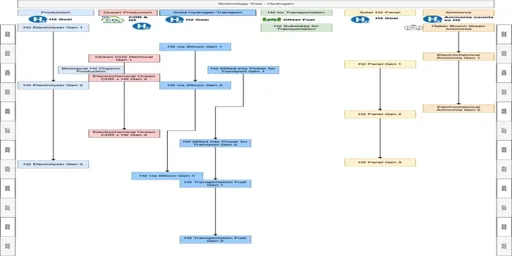 Technology Tree - Hydrogen
Production
Ocean Production
Solid Hydrogen Transport
H2 for Transportation
Solar H2 Panel
Ammonia
H2 Goal
CDR & H2
H2 Goal
Offset Fuel
H2 Goal
Ammonia counts As H2
H2 Electrolyzer Gen 1
H2 Substitutes for Transportation
Haber Bosch Green Ammonia
H2 via Silicon Gen 1
Ocean CO2 Removal Gen 1
Electrochemical Ammonia Gen 1
H2 Panel Gen 1
Biological H2 Organic Production
H2 Milled into Power for Transport Gen 1
Electrochemical Ocean CDR + H2 Gen 2
H2 Electrolyzer Gen 2
H2 via Silicon Gen 2
Electrochemical Ammonia Gen 2
H2 Panel Gen 2
Electrochemical Ocean CDR + H2 Gen 3
H2 Milled into Power for Transport Gen 2
H2 Electrolyzer Gen 3
H2 Panel Gen 3
H2 via Silicon Gen 3
H2 Transportation Fuel Gen 1
H2 Transportation Fuel Gen 2